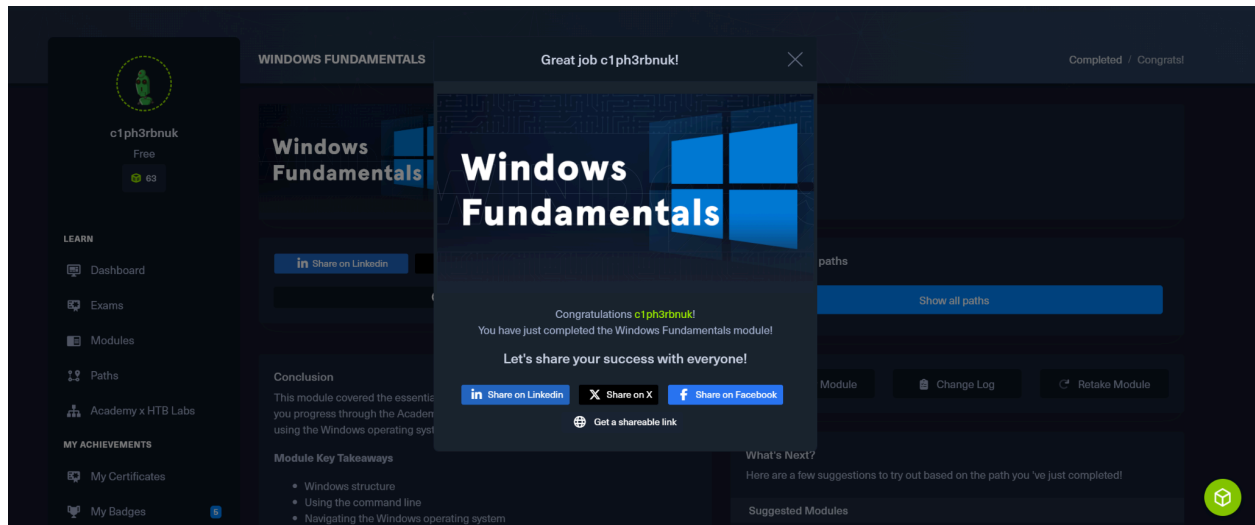 WINDOWS FUNDAMENTALS
Great job c1ph3rbnuk!
Completed / Congrats!
c1ph3rbnuk
Free
63
Windows
Fundamentals
Windows
Fundamentals
LEARN
Dashboard
Exams
Modules
Paths
Academy x HTB Labs
MY ACHIEVEMENTS
My Certificates
My Badges
5
in Share on Linkedin
paths
Show all paths
Congratulations c1ph3rbnuk!
You have just completed the Windows Fundamentals module!
Let's share your success with everyone!
in Share on Linkedin
X Share on X
f Share on Facebook
Get a shareable link
Module
Change Log
Retake Module
Conclusion
This module covered the essentia
you progress through the Academ
using the Windows operating syst
Module Key Takeaways
Windows structure
Using the command line
Navigating the Windows operating system
What's Next?
Here are a few suggestions to try out based on the path you 've just completed!
Suggested Modules